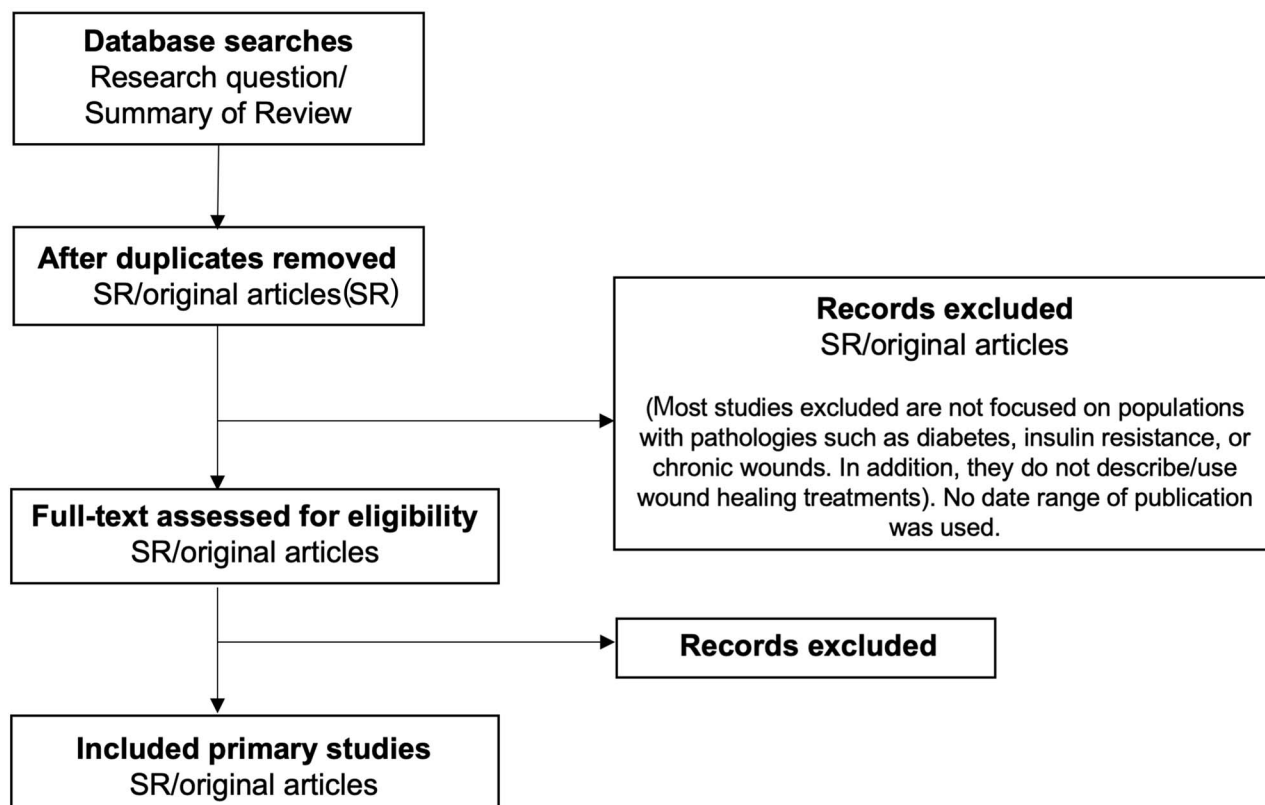 Database searches
Research question/
Summary of Review
After duplicates removed
SR/original articles(SR)
Records excluded
SR/original articles
(Most studies excluded are not focused on populations
with pathologies such as diabetes, insulin resistance, or
chronic wounds. In addition, they do not describe/use
wound healing treatments). No date range of publication
was used.
Full-text assessed for eligibility
SR/original articles
Records excluded
Included primary studies
SR/original articles